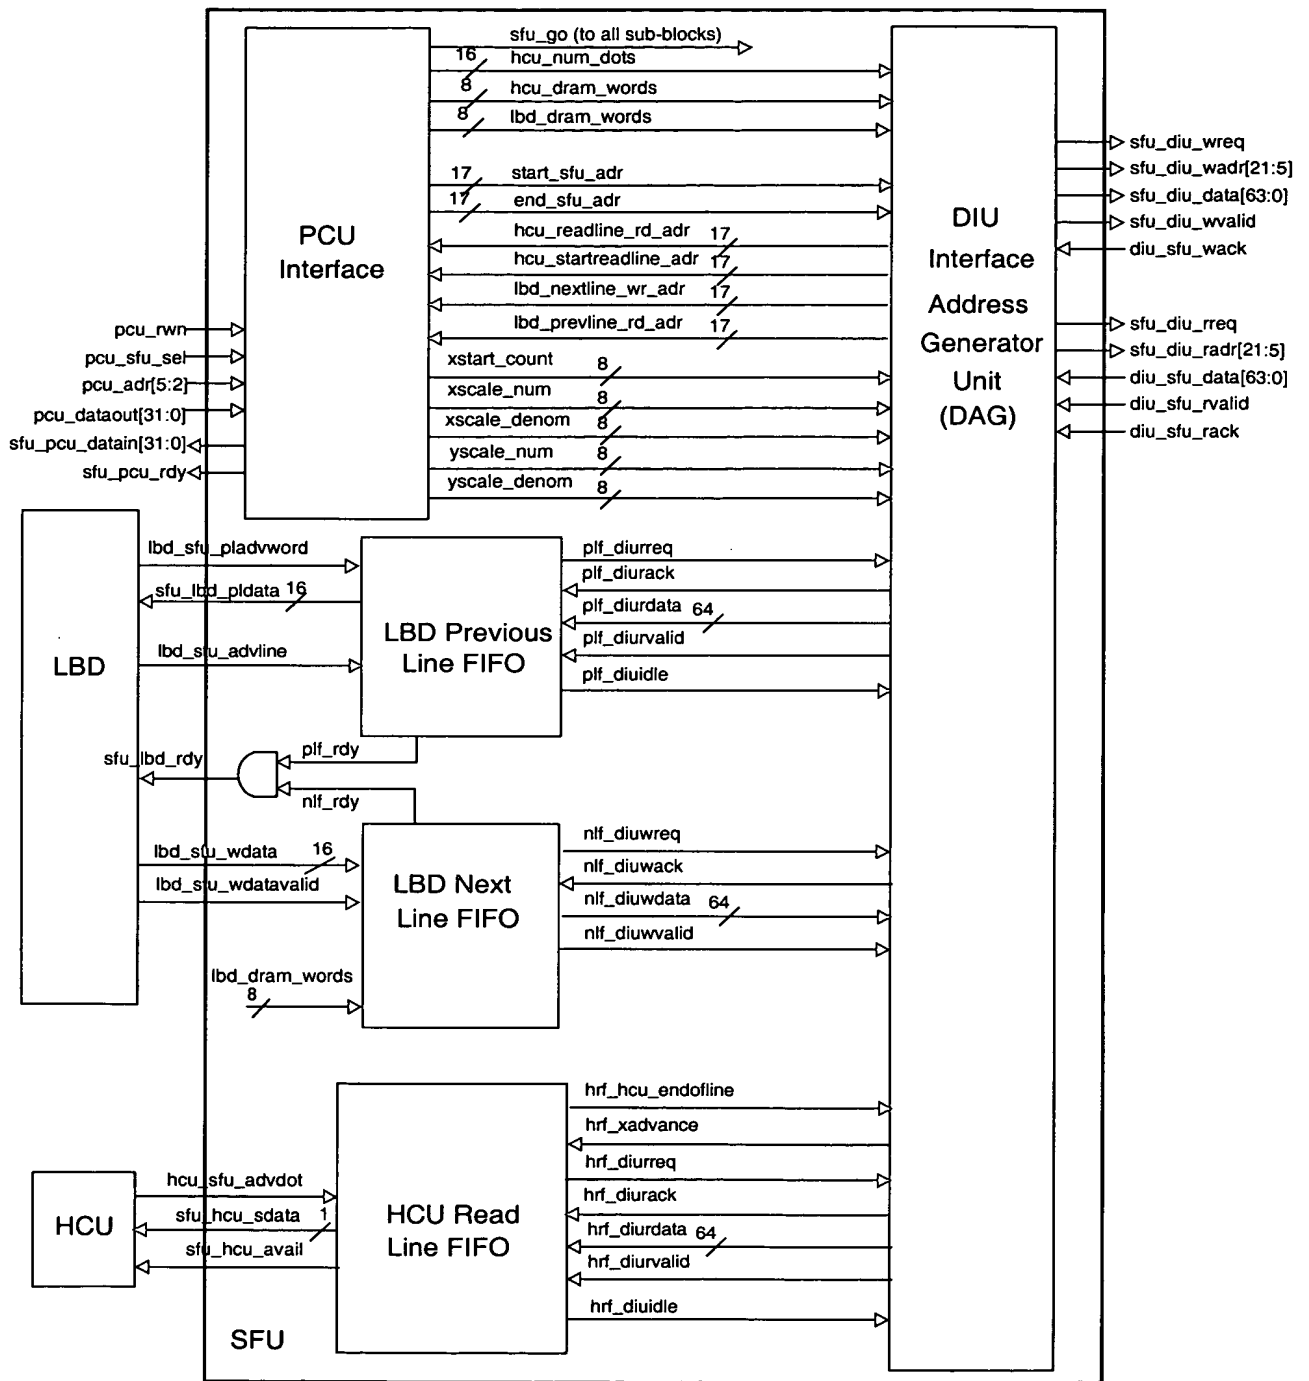 sfu_go (to all sub-blocks)
16 hcu_num_dots
8 hcu_dram_words
8 lbd_dram_words
17 start_sfu_adr
17 end_sfu_adr
hcu_readline_rd_adr 17
hcu_startreadline_adr 17
lbd_nextline_wr_adr 17
lbd_prevline_rd_adr 17
xstart_count 8
xscale_num 8
xscale_denom 8
yscale_num 8
yscale_denom 8
PCU
Interface
pcu_rwn
pcu_sfu_sel
pcu_adr[5:2]
pcu_dataout[31:0]
sfu_pcu_datain[31:0]
sfu_pcu_rdy
DIU
Interface
Address
Generator
Unit
(DAG)
sfu_diu_wreq
sfu_diu_wadr[21:5]
sfu_diu_data[63:0]
sfu_diu_wvalid
diu_sfu_wack
sfu_diu_rreq
sfu_diu_radr[21:5]
diu_sfu_data[63:0]
diu_sfu_rvalid
diu_sfu_rack
LBD
lbd_sfu_pladvword
sfu_lbd_pldata 16
lbd_sfu_advline
LBD Previous
Line FIFO
plf_diurreq
plf_diurack
plf_diurdata 64
plf_diurvalid
plf_diuidle
sfu_lbd_rdy
plf_rdy
nlf_rdy
lbd_sfu_wdata 16
lbd_sfu_wdatavalid
lbd_dram_words
8
LBD Next
Line FIFO
nlf_diuwreq
nlf_diuwack
nlf_diuwdata 64
nlf_diuwvalid
HCU
hcu_sfu_advdot
sfu_hcu_sdata 1
sfu_hcu_avail
HCU Read
Line FIFO
hrf_hcu_endofline
hrf_xadvance
hrf_diurreq
hrf_diurack
hrf_diurdata 64
hrf_diurvalid
hrf_diuidle
SFU